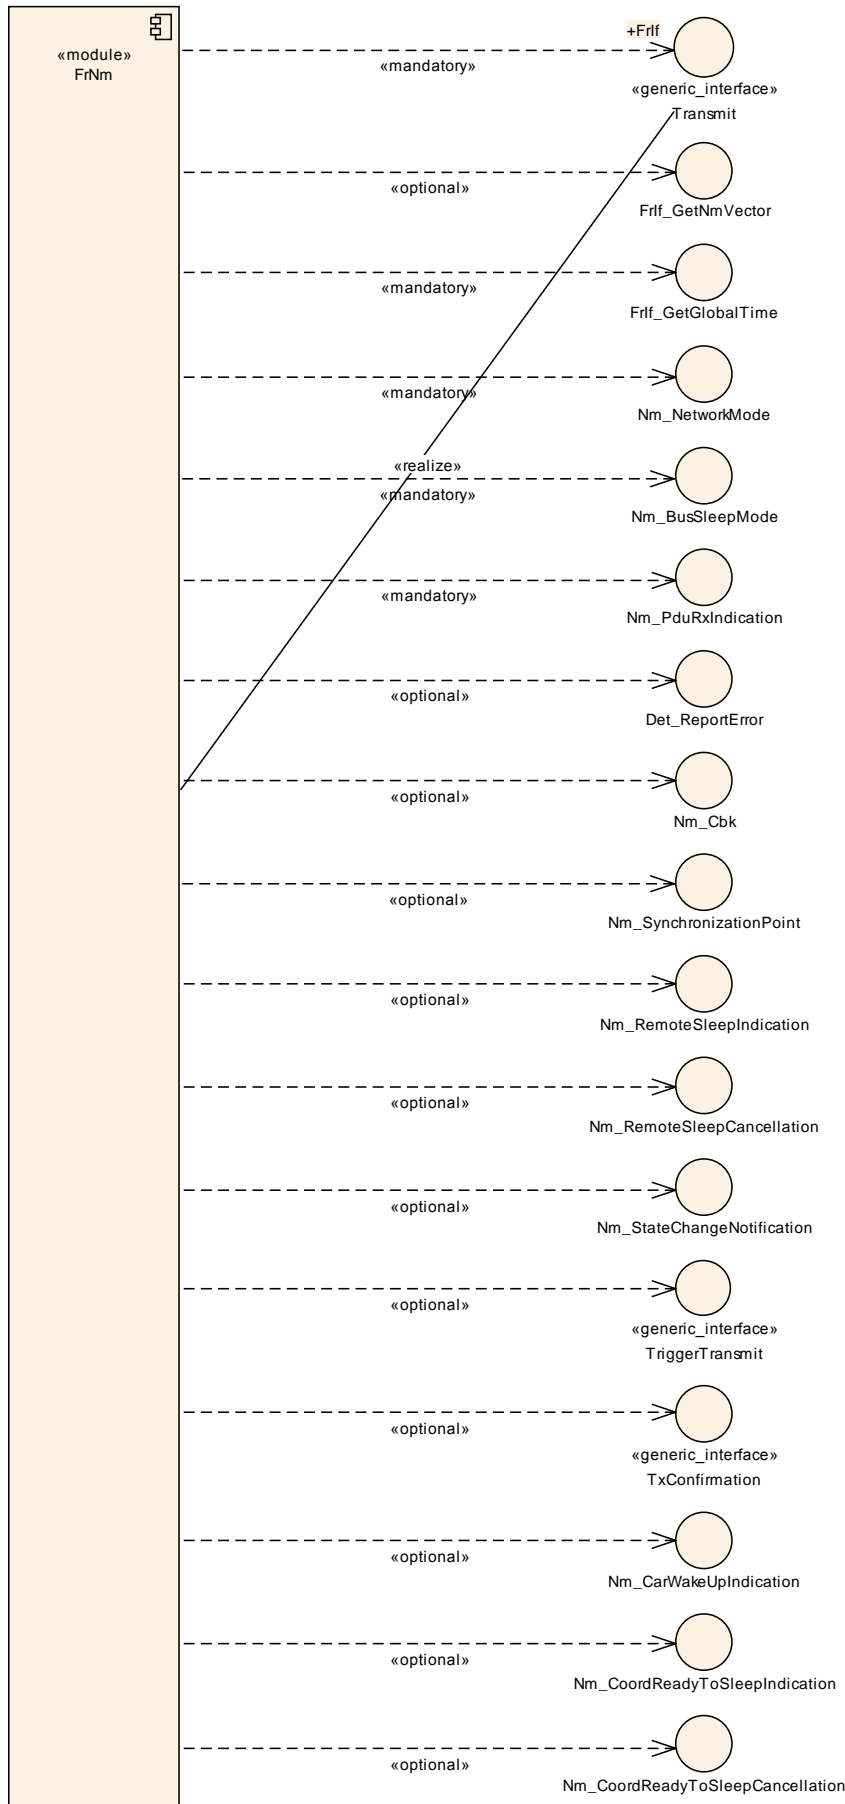 «module»
FrNm
+FrIf
«mandatory»
«generic_interface»
Transmit
«optional»
FrIf_GetNmVector
«mandatory»
FrIf_GetGlobalTime
«mandatory»
Nm_NetworkMode
«realize»
«mandatory»
Nm_BusSleepMode
«mandatory»
Nm_PduRxIndication
«optional»
Det_ReportError
«optional»
Nm_Cbk
«optional»
Nm_SynchronizationPoint
«optional»
Nm_RemoteSleepIndication
«optional»
Nm_RemoteSleepCancellation
«optional»
Nm_StateChangeNotification
«optional»
«generic_interface»
TriggerTransmit
«optional»
«generic_interface»
TxConfirmation
«optional»
Nm_CarWakeUpIndication
«optional»
Nm_CoordReadyToSleepIndication
«optional»
Nm_CoordReadyToSleepCancellation